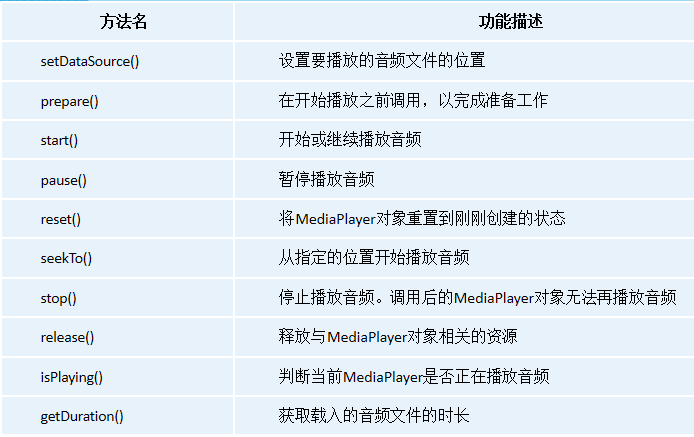 方法名 功能描述
setDataSource() 设置要播放的音频文件的位置
prepare() 在开始播放之前调用，以完成准备工作
start() 开始或继续播放音频
pause() 暂停播放音频
reset() 将MediaPlayer对象重置到刚刚创建的状态
seekTo() 从指定的位置开始播放音频
stop() 停止播放音频。调用后的MediaPlayer对象无法再播放音频
release() 释放与MediaPlayer对象相关的资源
isPlaying() 判断当前MediaPlayer是否正在播放音频
getDuration() 获取载入的音频文件的时长